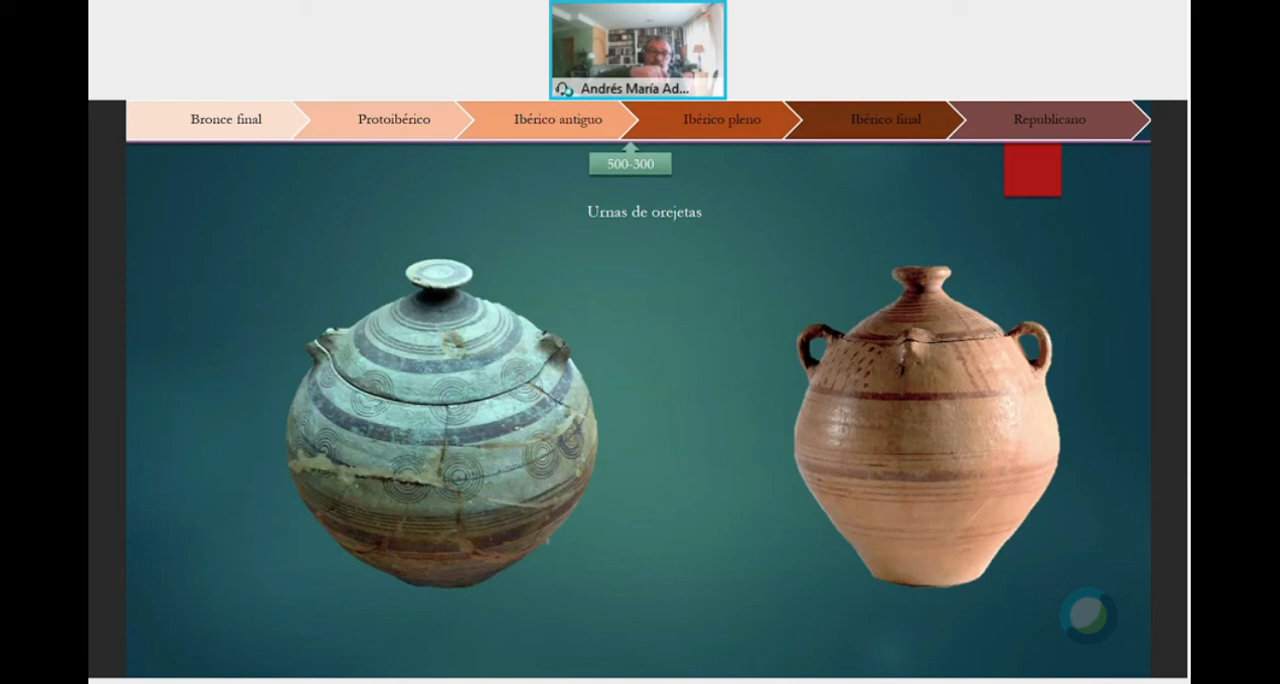 Andrés María Ad...
Bronce final
Protoibérico
Ibérico antiguo
Ibérico pleno
Ibérico final
Republicano
500-300
Urnas de orejetas